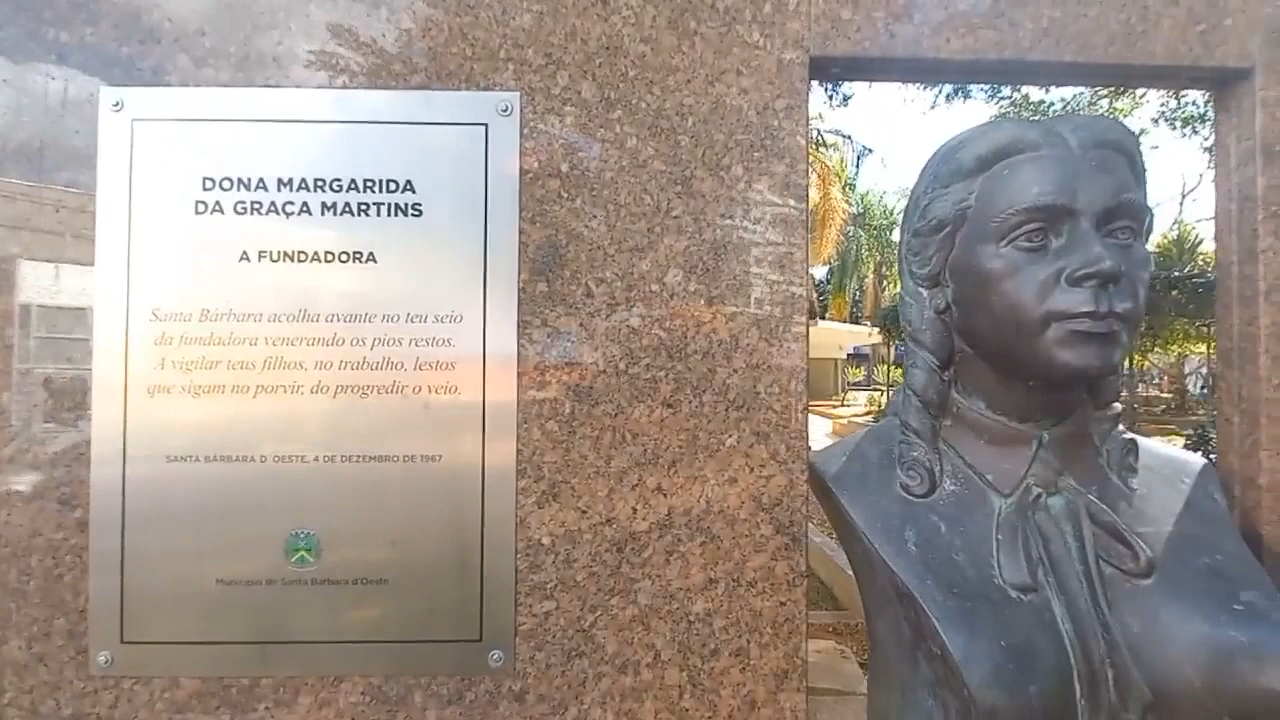 DONA MARGARIDA
DA GRAÇA MARTINS
A FUNDADORA
Santa Bárbara acolha avante no teu seio
da fundadora venerando os pios restos.
A vigilar teus filhos, no trabalho, lestos
que sigam no porvir, do progredir o veio.
SANTA BÁRBARA D´OESTE, 4 DE DEZEMBRO DE 1967
Município de Santa Bárbara d'Oeste